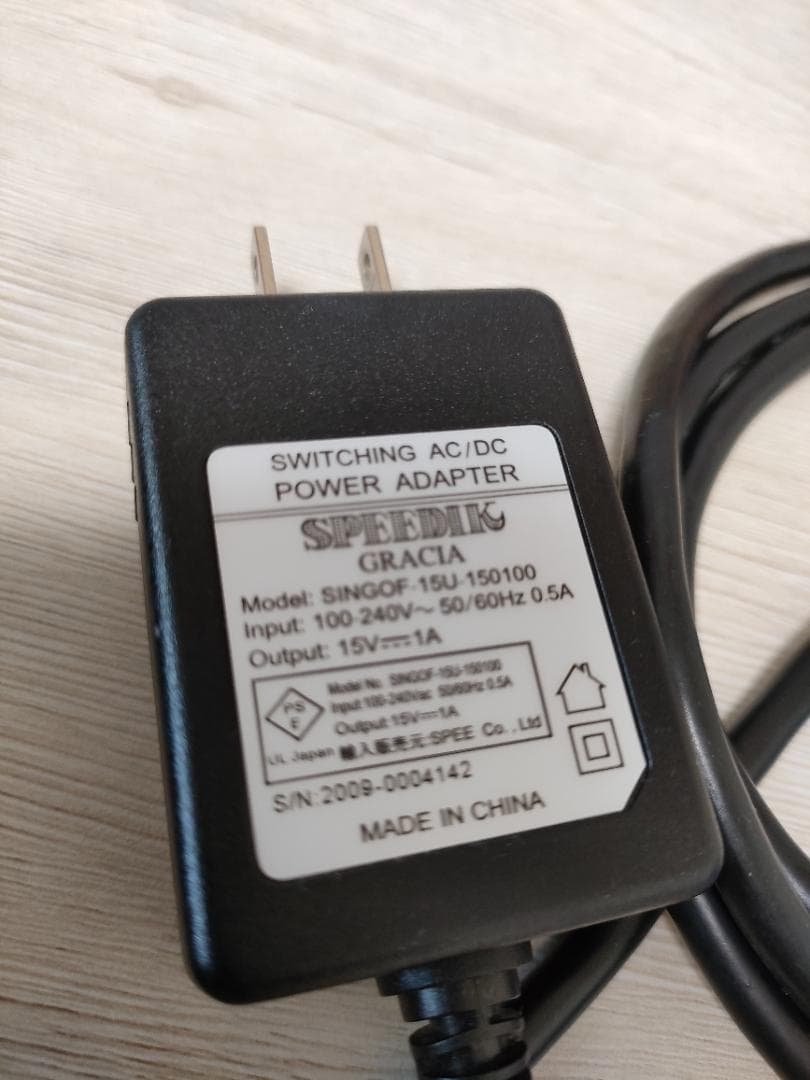 SWITCHING AC/DC
POWER ADAPTER
SPEEDIK
GRACIA
Model: SINGOF-15U-150100
Input: 100-240V～ 50/60Hz 0.5A
Output: 15V⎓1A
PS
E
Model No. SINGOF-15U-150100
Input:100-240Vac 50/60Hz 0.5A
Output:15V⎓1A
UL Japan 輸入販売元:SPEE Co.,Ltd
S/N:2009-0004142
MADE IN CHINA